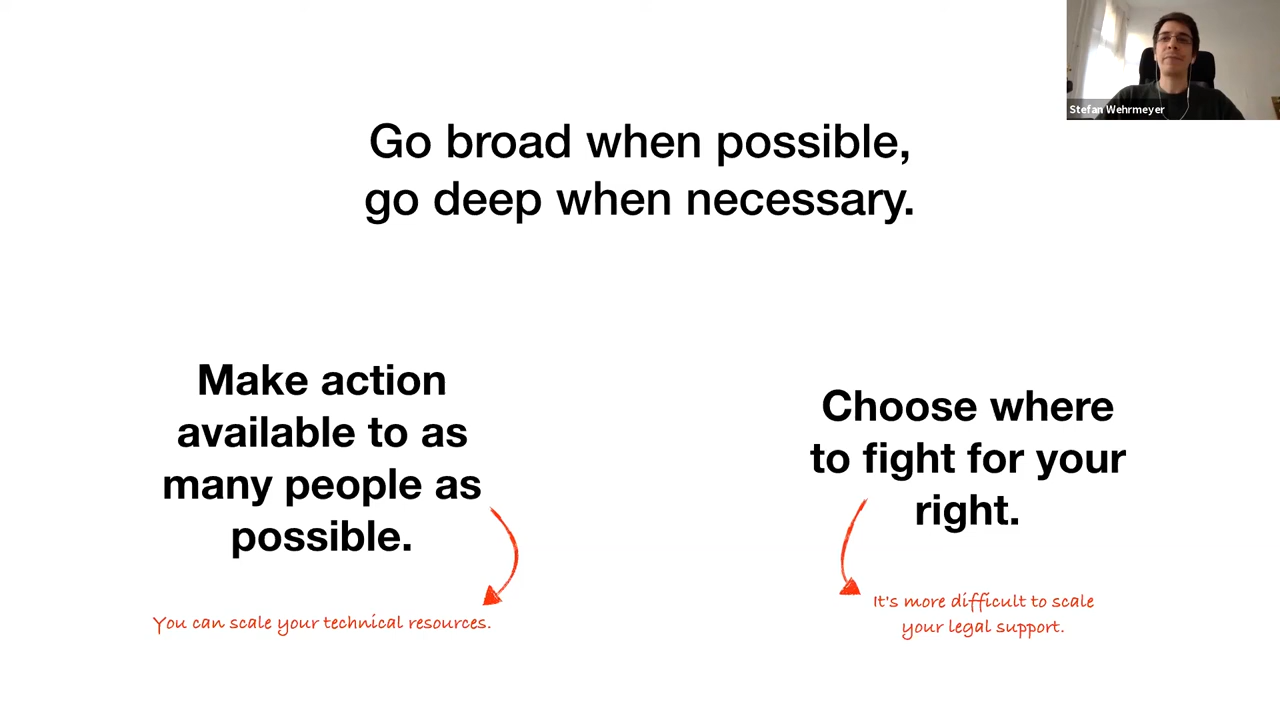 Stefan Wehrmeyer
Go broad when possible,
go deep when necessary.
Make action
available to as
many people as
possible.
You can scale your technical resources.
Choose where
to fight for your
right.
It's more difficult to scale
your legal support.